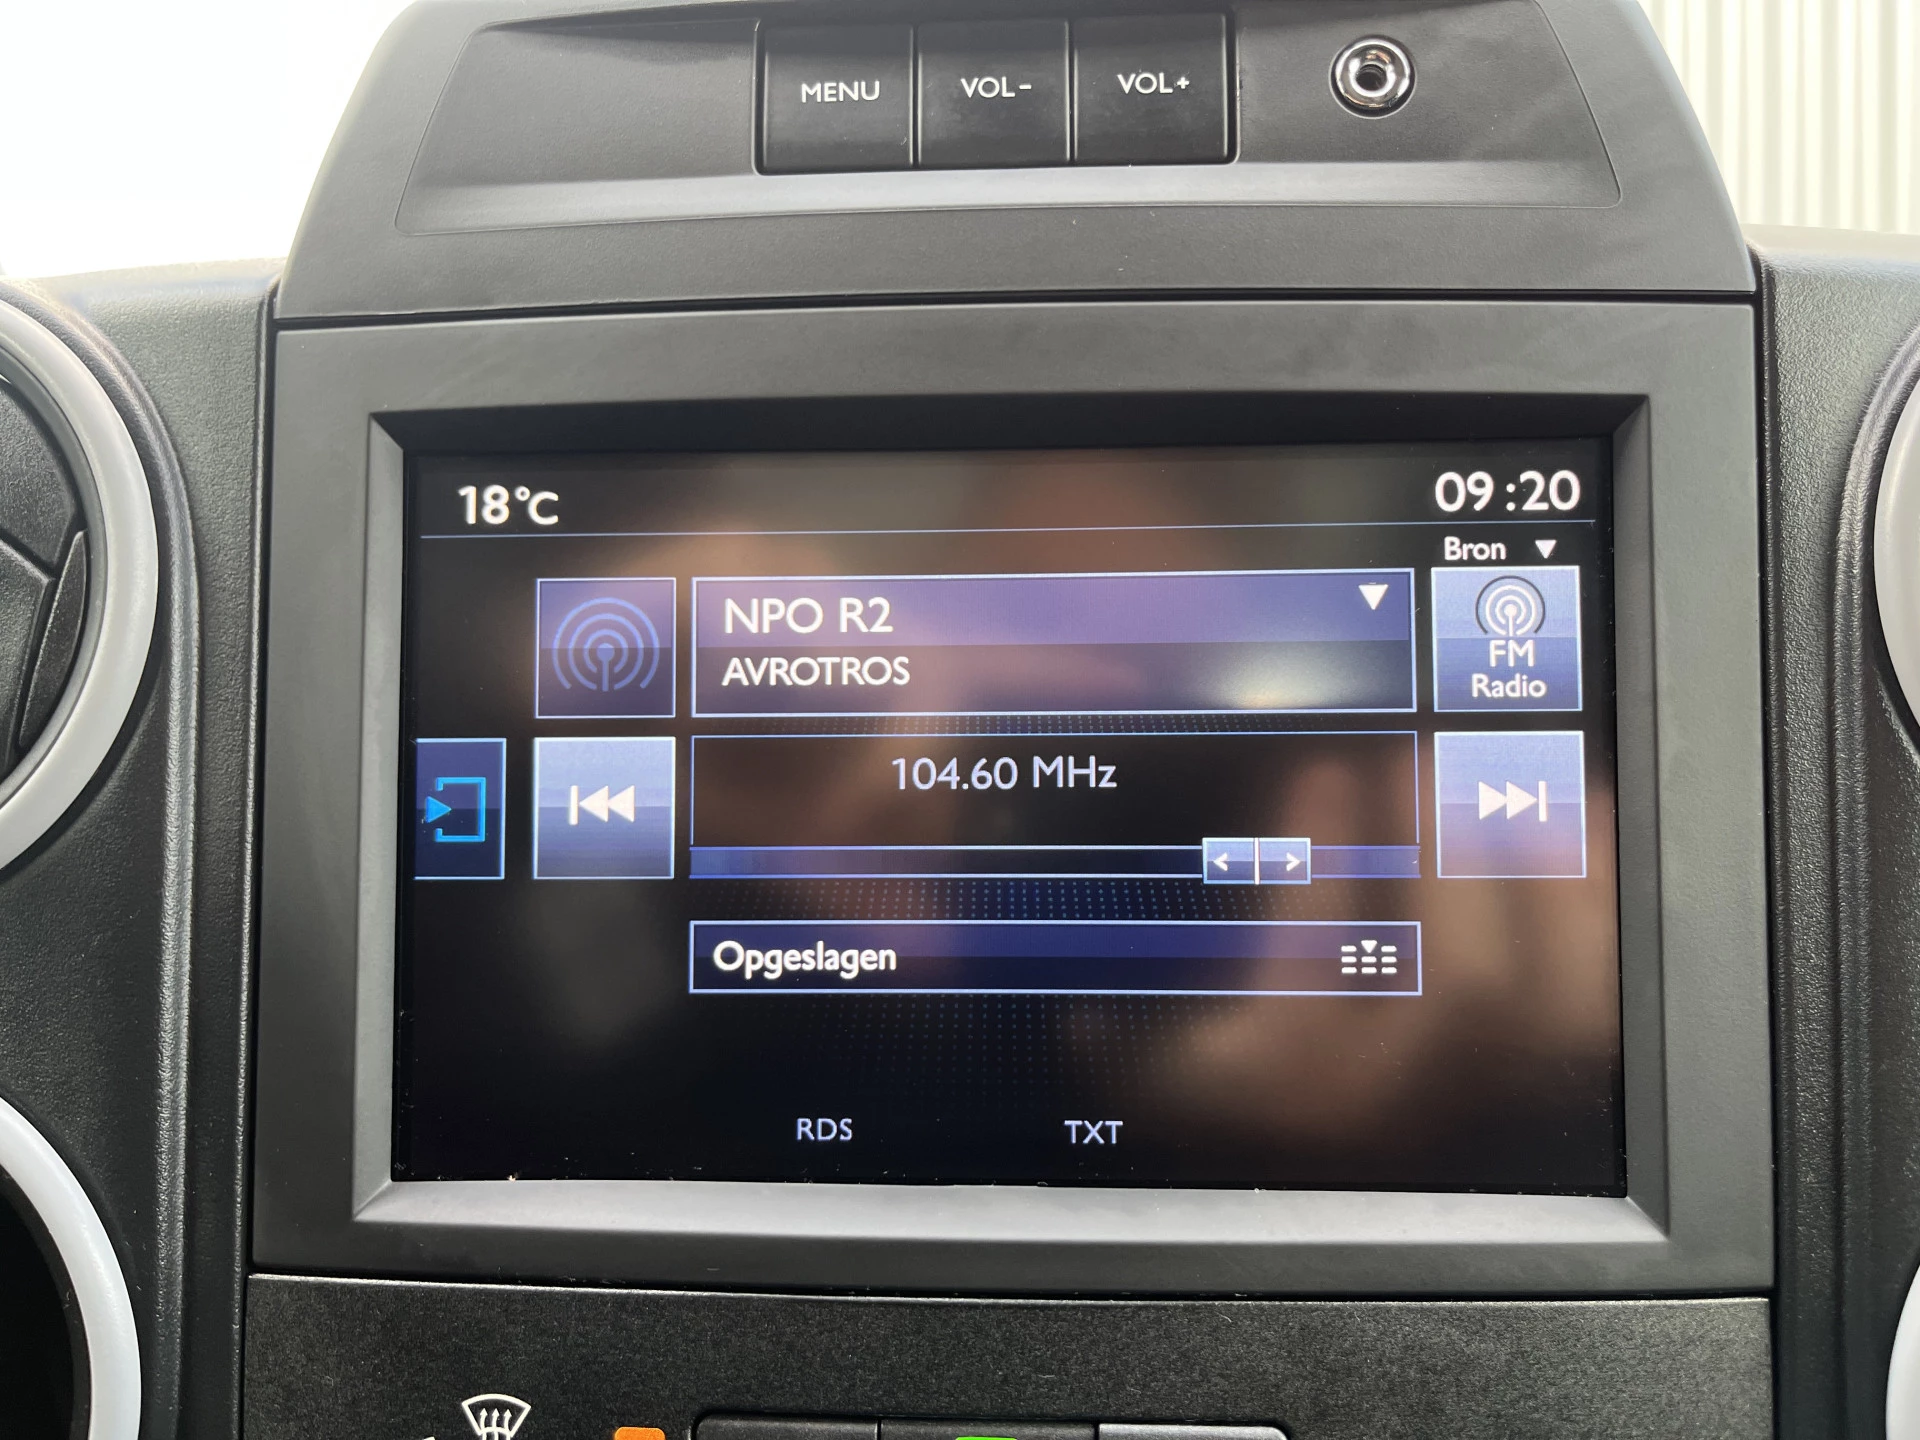 MENU
VOL-
VOL+
18°C
09:20
Bron
NPO R2
AVROTROS
FM
Radio
104.60 MHz
Opgeslagen
RDS
TXT